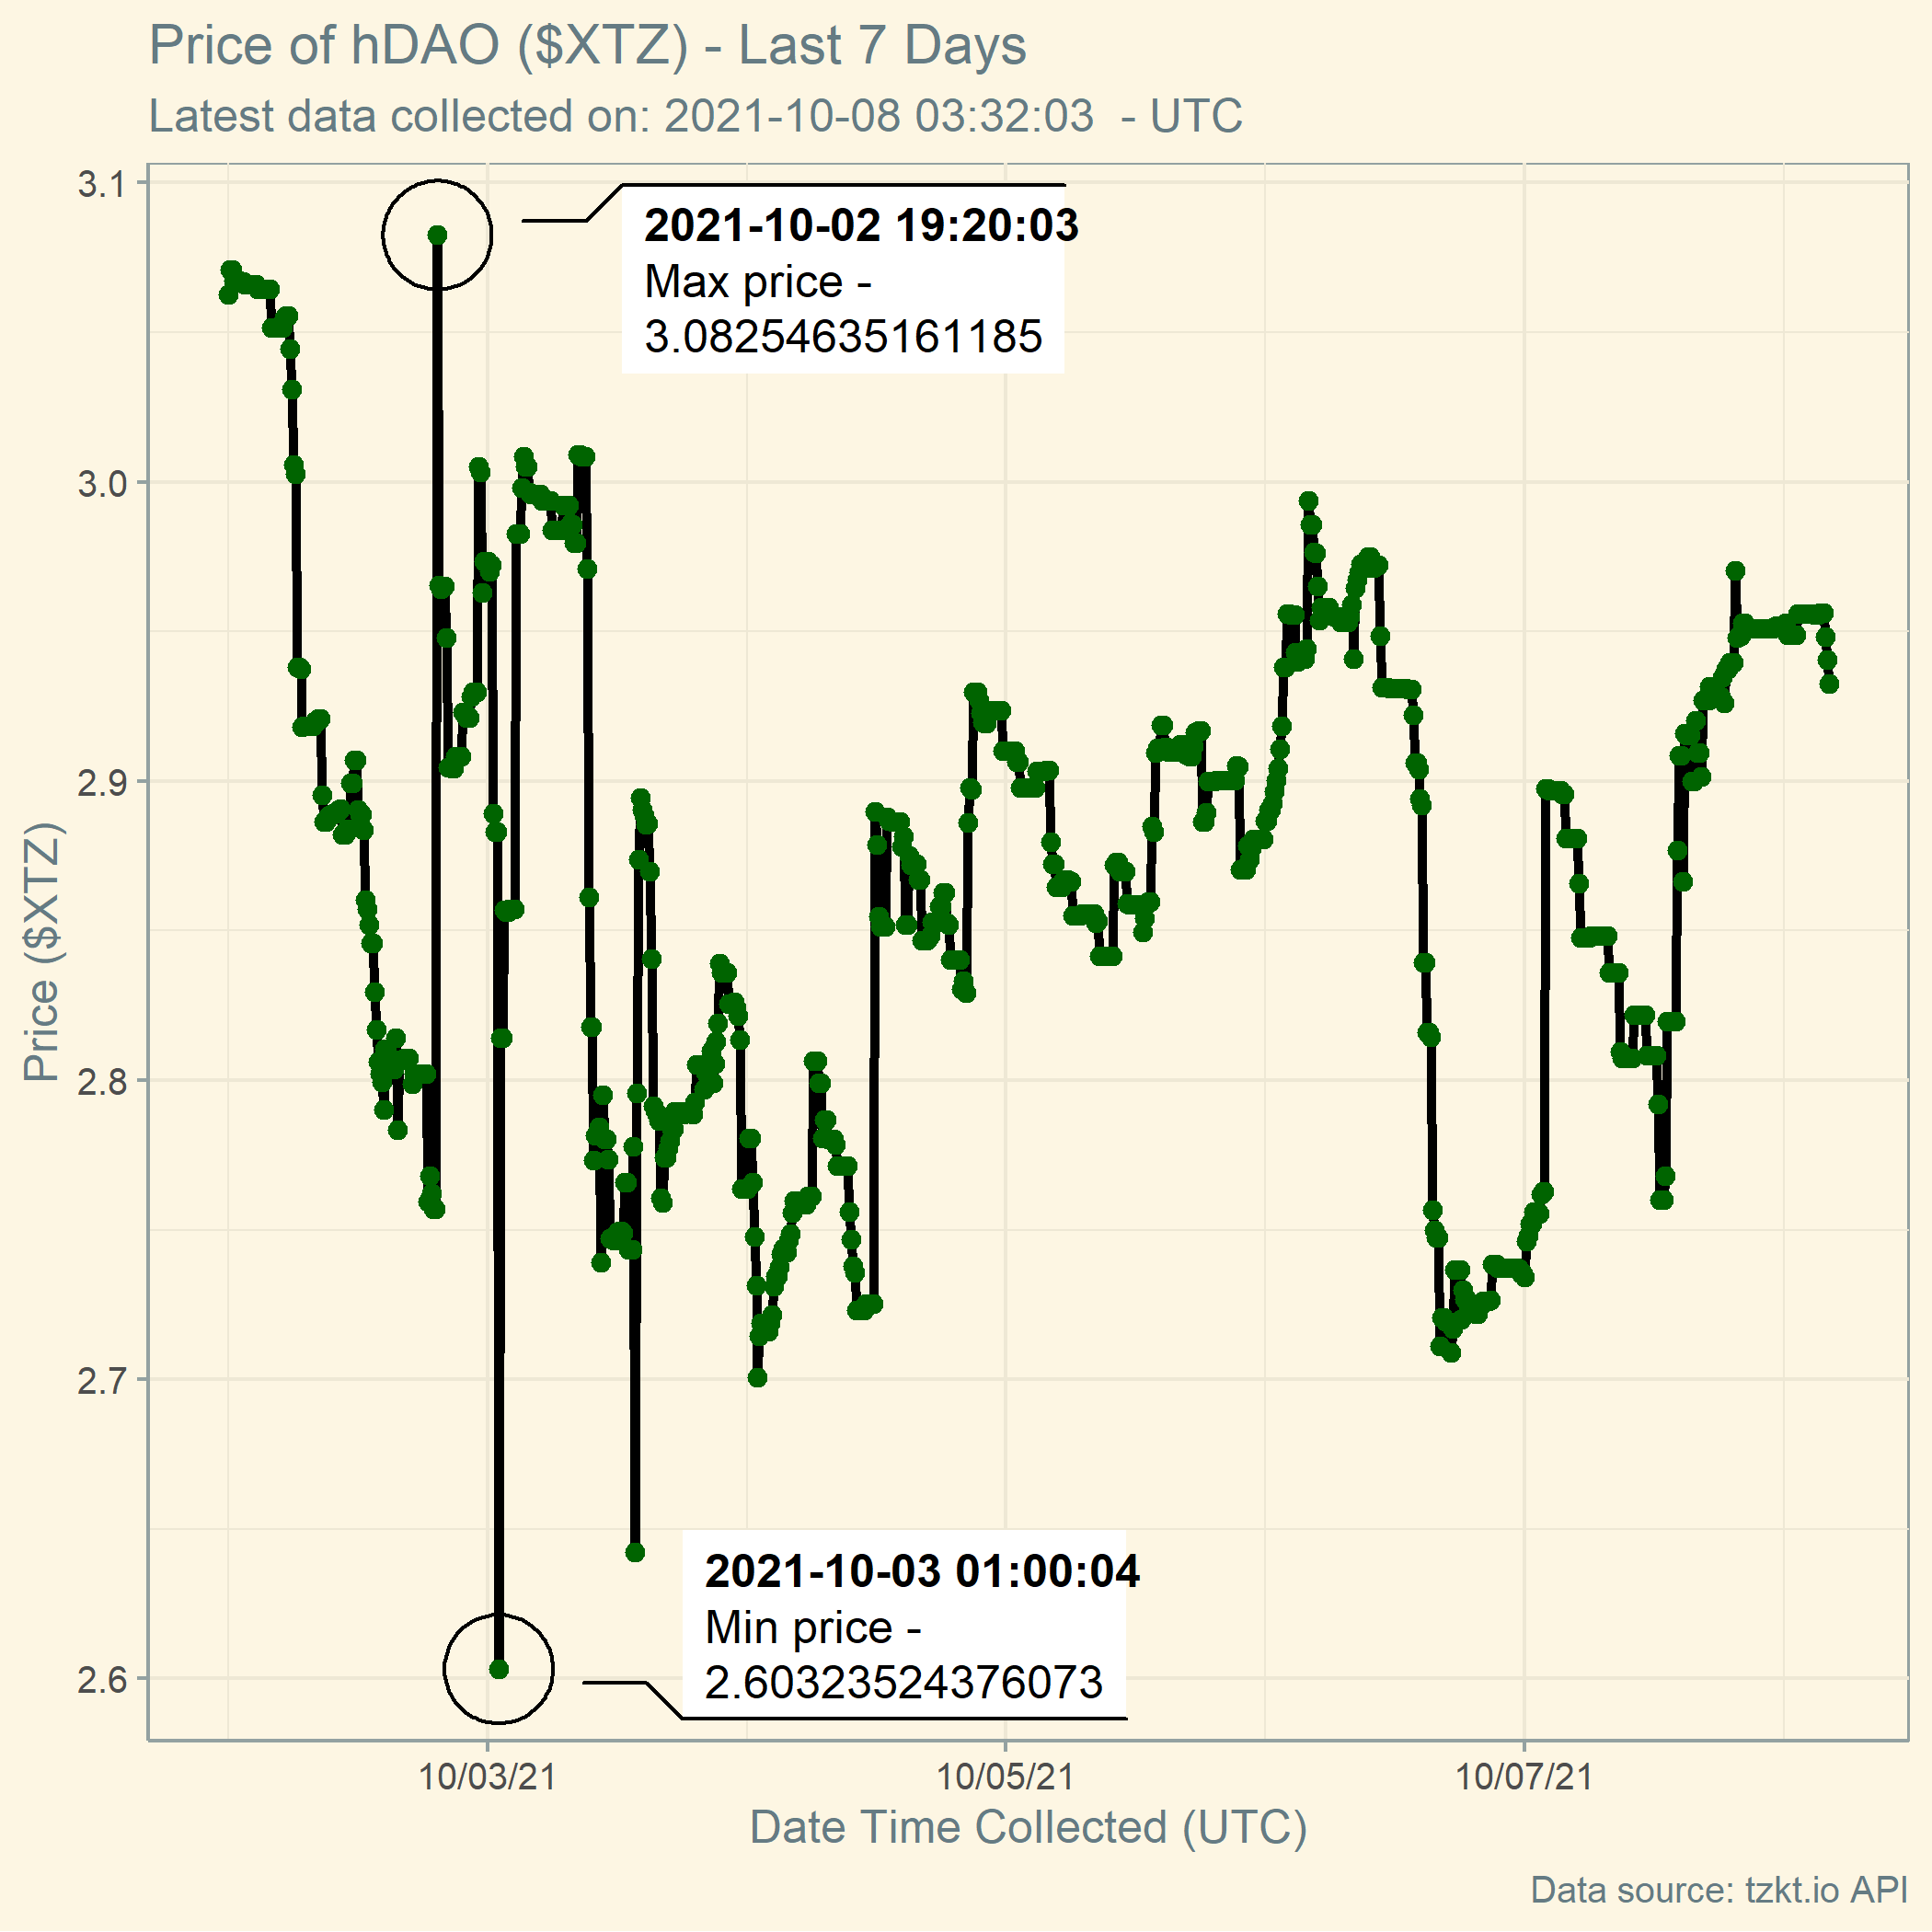 Price of hDAO ($XTZ) - Last 7 Days
Latest data collected on: 2021-10-08 03:32:03  - UTC
3.1
3.0
2.9
2.8
2.7
2.6
Price ($XTZ)
2021-10-02 19:20:03
Max price -
3.08254635161185
2021-10-03 01:00:04
Min price -
2.60323524376073
10/03/21
10/05/21
10/07/21
Date Time Collected (UTC)
Data source: tzkt.io API